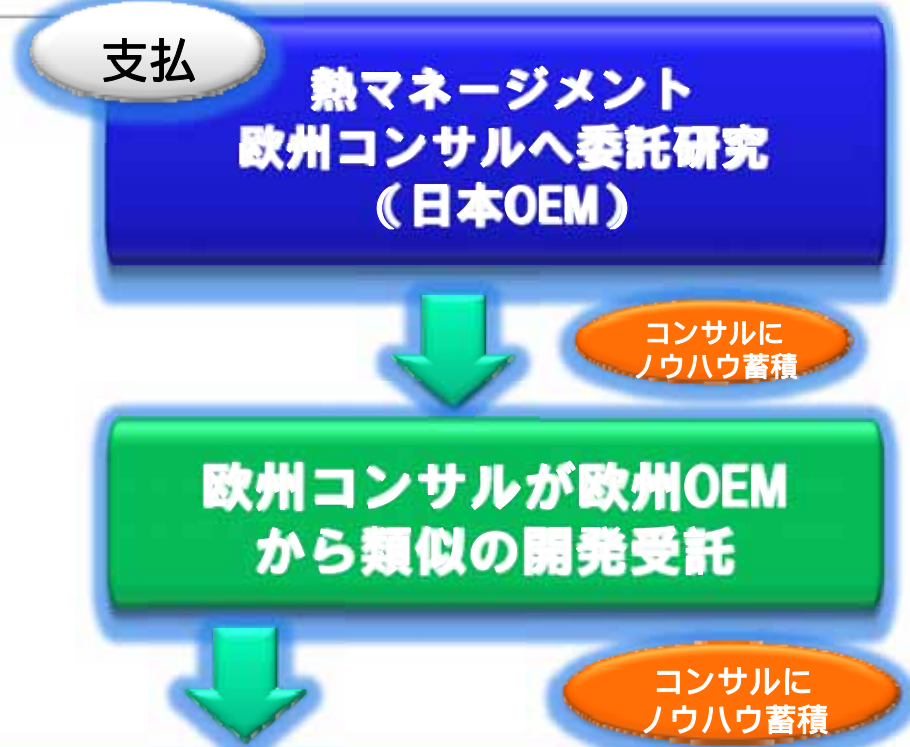 支払
熱マネージメント
欧州コンサルへ委託研究
(日本OEM)
コンサルに
ノウハウ蓄積
欧州コンサルが欧州OEM
から類似の開発受託
コンサルに
ノウハウ蓄積